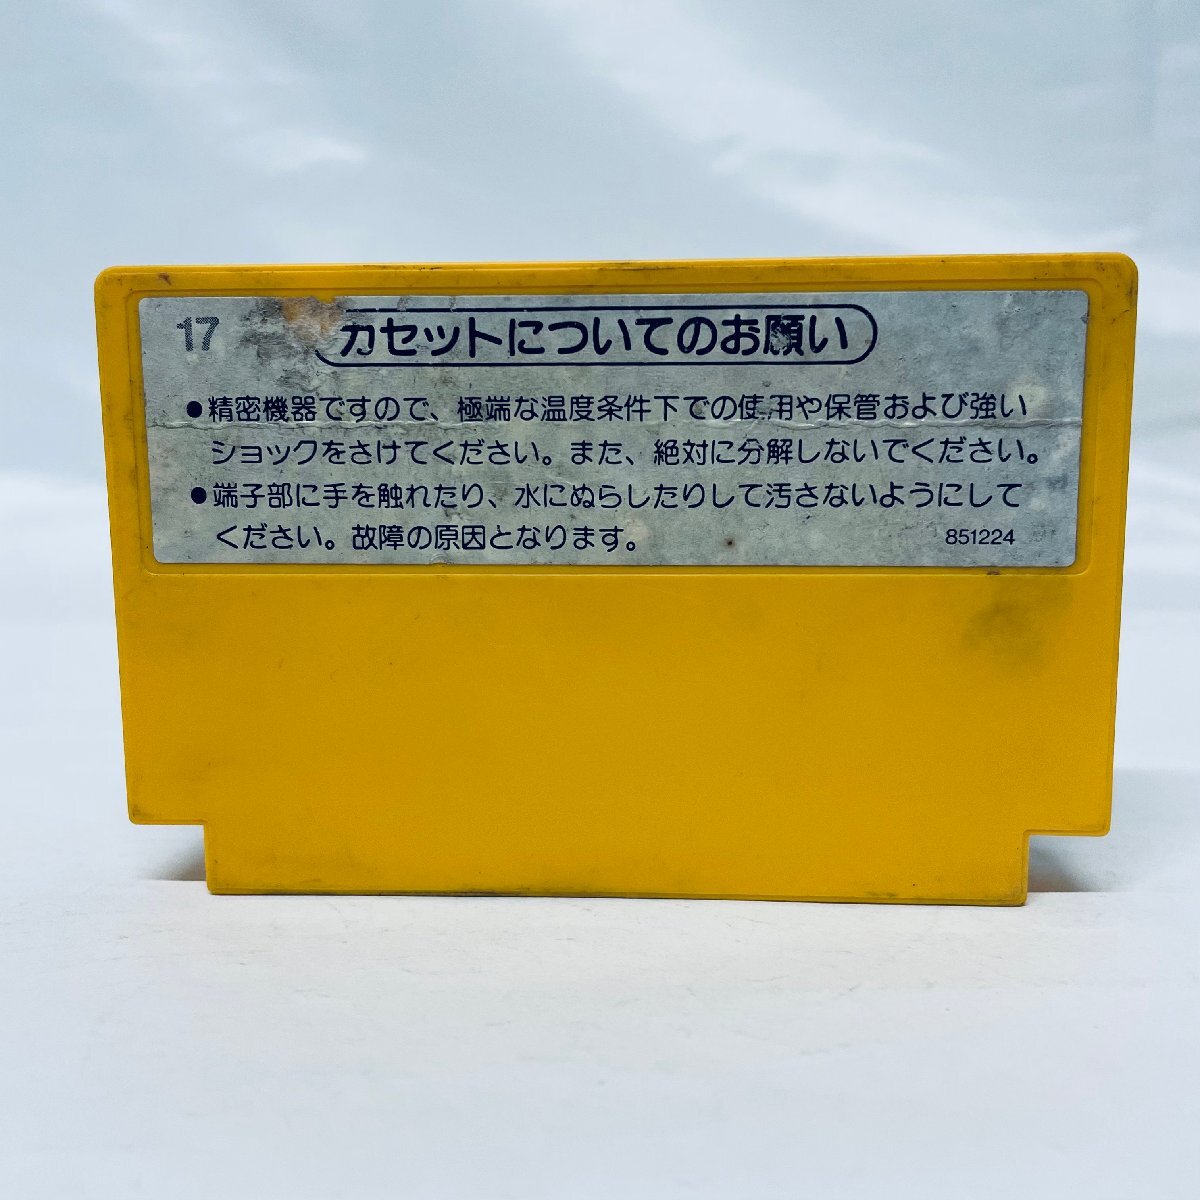 17
カセットについてのお願い
●精密機器ですので、極端な温度条件下での使用や保管および強い
ショックをさけてください。また、絶対に分解しないでください。
●端子部に手を触れたり、水にぬらしたりして汚さないようにして
ください。故障の原因となります。
851224